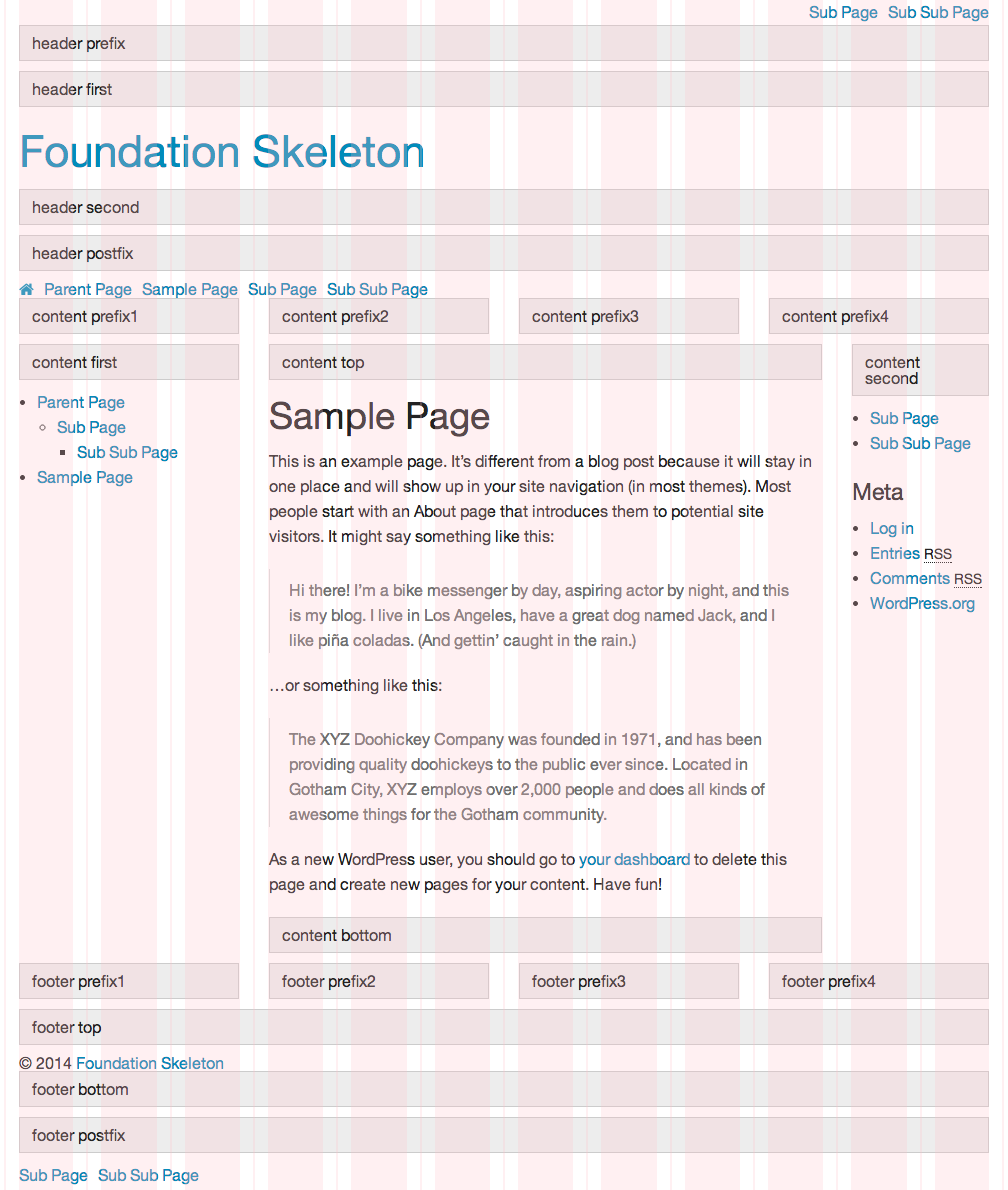 Sub Page Sub Sub Page
header prefix
header first
Foundation Skeleton
header second
header postfix
Parent Page Sample Page Sub Page Sub Sub Page
content prefix1
content prefix2
content prefix3
content prefix4
content first
Parent Page
Sub Page
Sub Sub Page
Sample Page
content top
Sample Page
This is an example page. It’s different from a blog post because it will stay in
one place and will show up in your site navigation (in most themes). Most
people start with an About page that introduces them to potential site
visitors. It might say something like this:
Hi there! I’m a bike messenger by day, aspiring actor by night, and this
is my blog. I live in Los Angeles, have a great dog named Jack, and I
like piña coladas. (And gettin’ caught in the rain.)
…or something like this:
The XYZ Doohickey Company was founded in 1971, and has been
providing quality doohickeys to the public ever since. Located in
Gotham City, XYZ employs over 2,000 people and does all kinds of
awesome things for the Gotham community.
As a new WordPress user, you should go to your dashboard to delete this
page and create new pages for your content. Have fun!
content bottom
content
second
Sub Page
Sub Sub Page
Meta
Log in
Entries RSS
Comments RSS
WordPress.org
footer prefix1
footer prefix2
footer prefix3
footer prefix4
footer top
© 2014 Foundation Skeleton
footer bottom
footer postfix
Sub Page Sub Sub Page